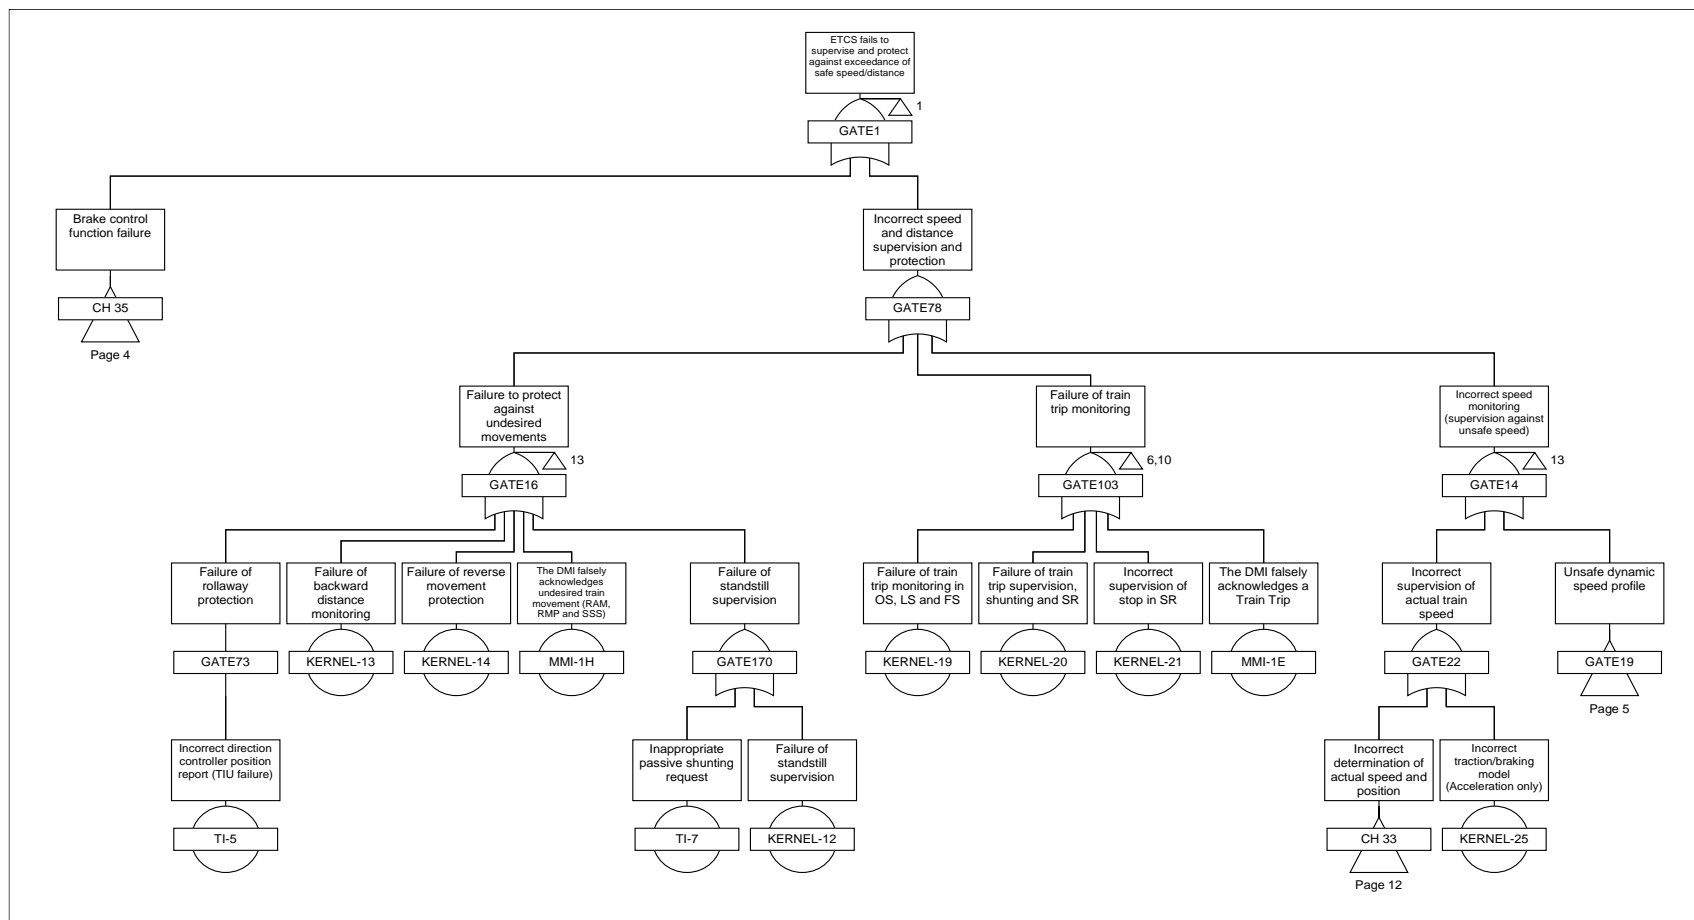 ETCS fails to
supervise and protect
against exceedance of
safe speed/distance
1
GATE1
Brake control
function failure
CH 35
Page 4
Incorrect speed
and distance
supervision and
protection
GATE78
Failure to protect
against
undesired
movements
13
GATE16
Failure of train
trip monitoring
6,10
GATE103
Incorrect speed
monitoring
(supervision against
unsafe speed)
13
GATE14
Failure of
rollaway
protection
GATE73
Failure of
backward
distance
monitoring
KERNEL-13
Failure of reverse
movement
protection
KERNEL-14
The DMI falsely
acknowledges
undesired train
movement (RAM,
RMP and SSS)
MMI-1H
Failure of
standstill
supervision
GATE170
Failure of train
trip monitoring in
OS, LS and FS
KERNEL-19
Failure of train
trip supervision,
shunting and SR
KERNEL-20
Incorrect
supervision of
stop in SR
KERNEL-21
The DMI falsely
acknowledges a
Train Trip
MMI-1E
Incorrect
supervision of
actual train
speed
GATE22
Unsafe dynamic
speed profile
GATE19
Page 5
Incorrect direction
controller position
report (TIU failure)
TI-5
Inappropriate
passive shunting
request
TI-7
Failure of
standstill
supervision
KERNEL-12
Incorrect
determination of
actual speed and
position
CH 33
Page 12
Incorrect
traction/braking
model
(Acceleration only)
KERNEL-25